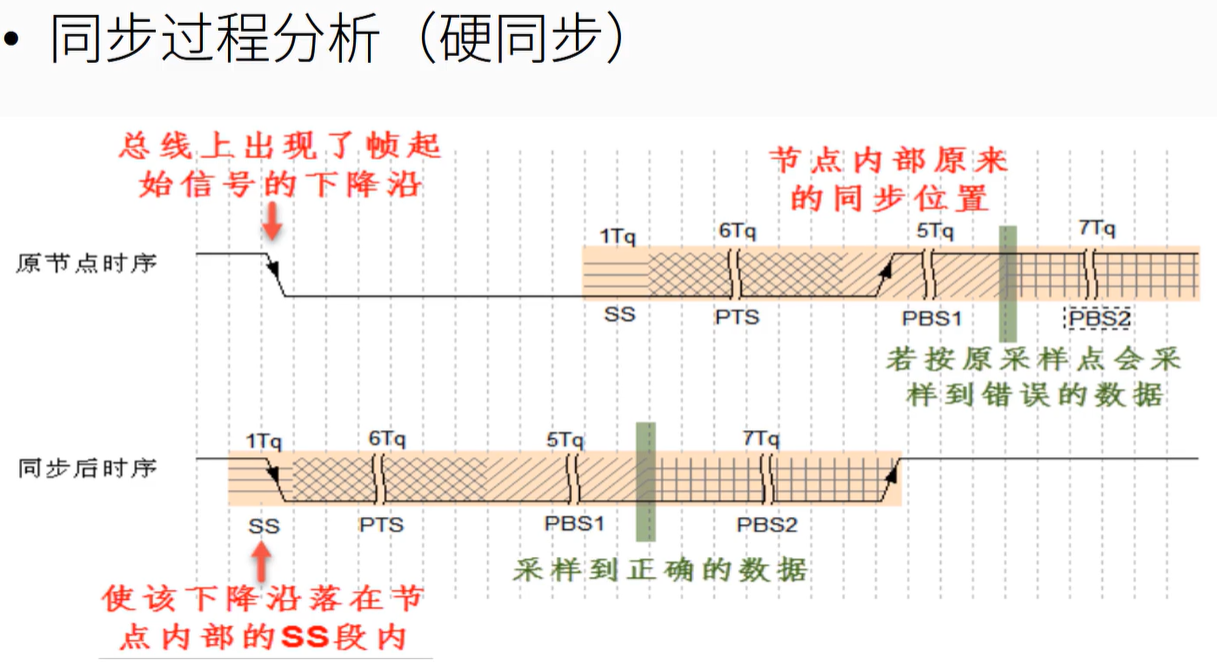 • 同步过程分析（硬同步）
总线上出现了帧起
始信号的下降沿
节点内部原来
的同步位置
1Tq 6Tq 5Tq 7Tq
原节点时序
SS PTS PBS1 PBS2
若按原采样点会采
样到错误的数据
1Tq 6Tq 5Tq 7Tq
同步后时序
SS PTS PBS1 PBS2
采样到正确的数据
使该下降沿落在节
点内部的SS段内